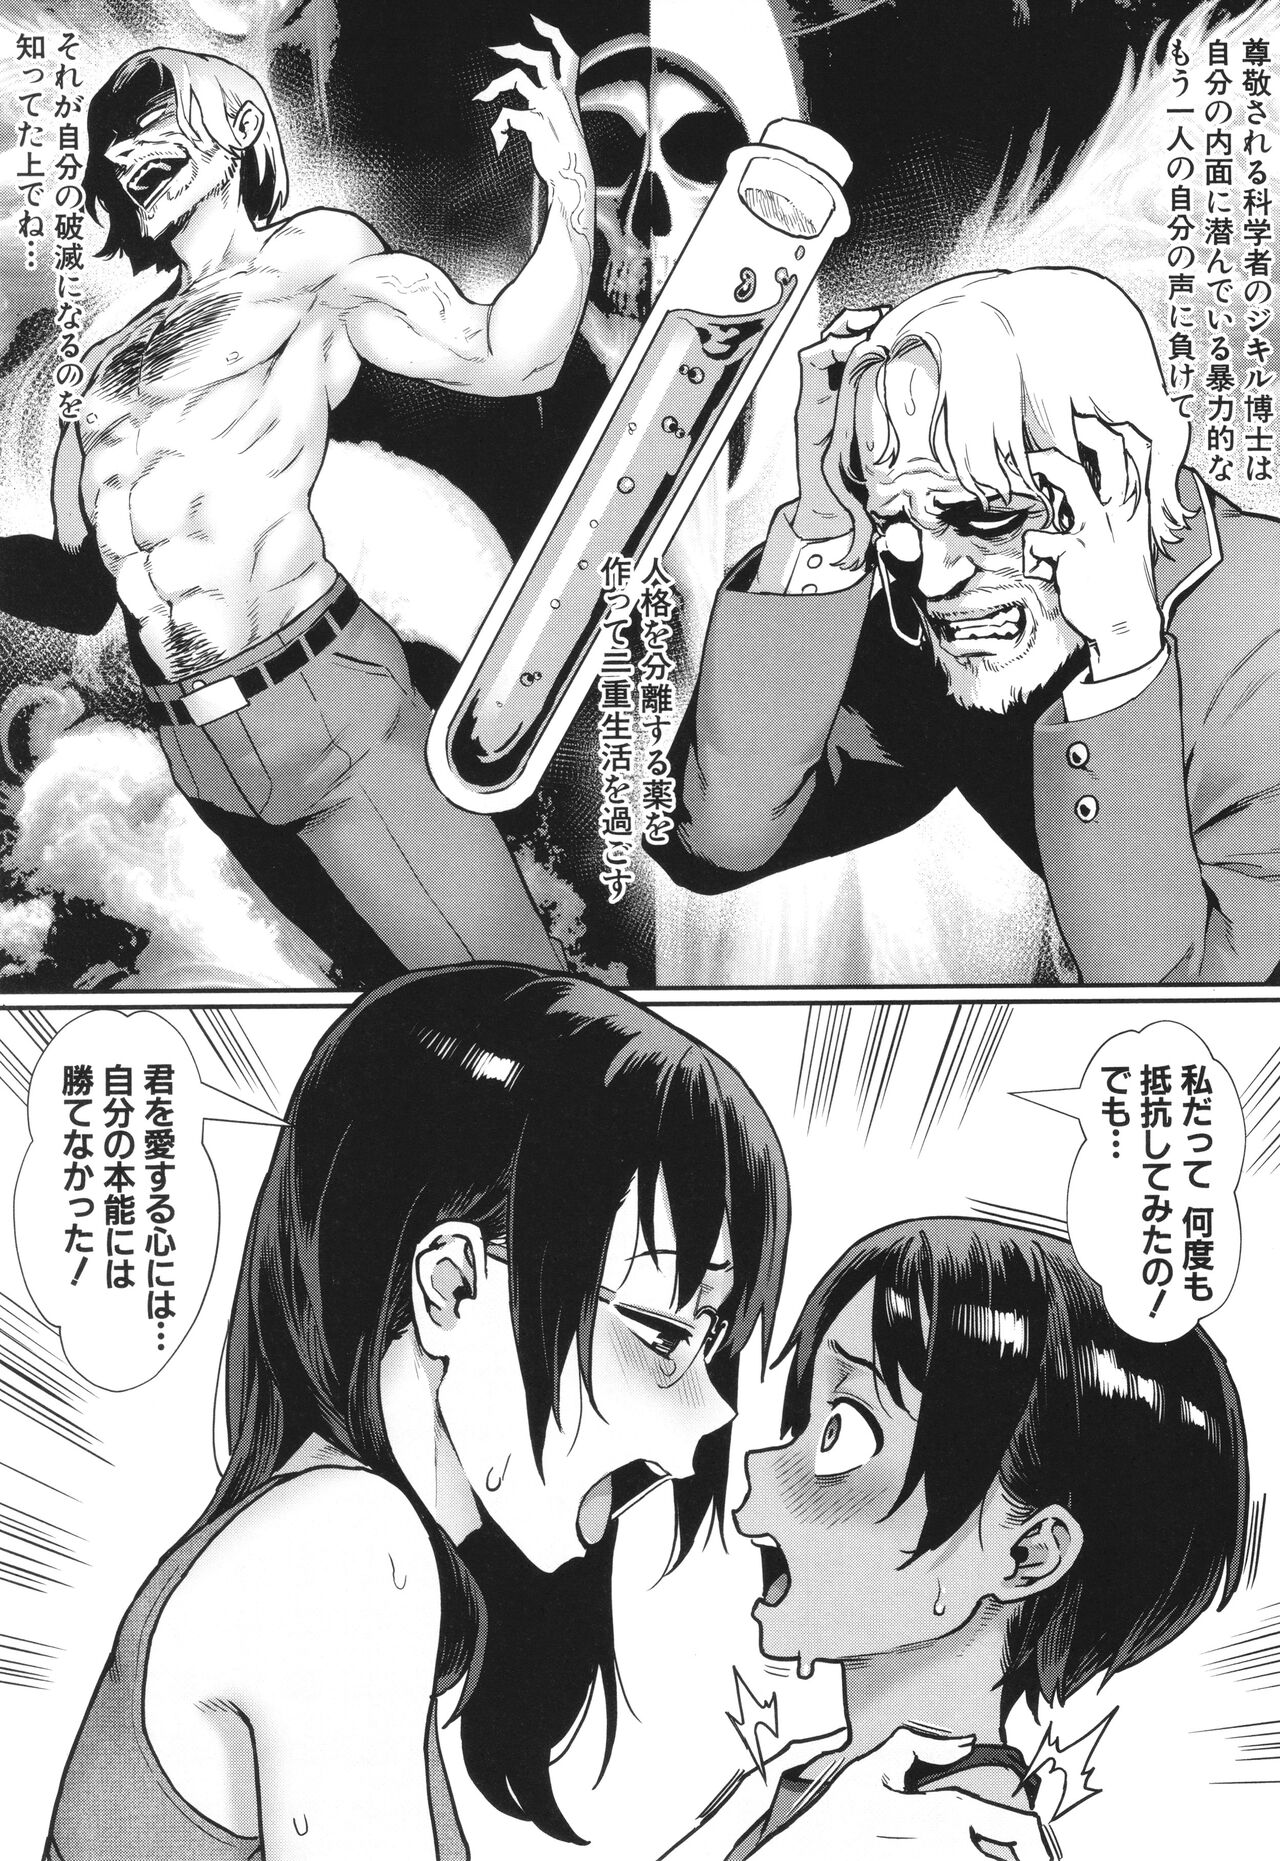 尊敬される科学者のジキル博士は
自分の内面に潜んでいる暴力的な
もう一人の自分の声に負けて
人格を分離する薬を
作って二重生活を過ごす
それが自分の破滅になるのを
知ってた上でね…
私だって 何度も
抵抗してみたの！
でも…
君を愛する心には…
自分の本能には
勝てなかった！